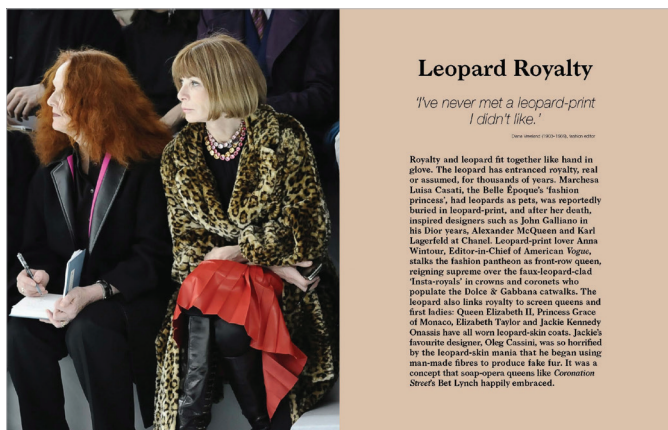 Leopard Royalty
‘I've never met a leopard-print
I didn't like.’
Diana Vreeland (1903–1989), fashion editor
Royalty and leopard fit together like hand in
glove. The leopard has entranced royalty, real
or assumed, for thousands of years. Marchesa
Luisa Casati, the Belle Époque's ‘fashion
princess’, had leopards as pets, was reportedly
buried in leopard-print, and after her death,
inspired designers such as John Galliano in
his Dior years, Alexander McQueen and Karl
Lagerfeld at Chanel. Leopard-print lover Anna
Wintour, Editor-in-Chief of American Vogue,
stalks the fashion pantheon as front-row queen,
reigning supreme over the faux-leopard-clad
‘Insta-royals’ in crowns and coronets who
populate the Dolce & Gabbana catwalks. The
leopard also links royalty to screen queens and
first ladies: Queen Elizabeth II, Princess Grace
of Monaco, Elizabeth Taylor and Jackie Kennedy
Onassis have all worn leopard-skin coats. Jackie's
favourite designer, Oleg Cassini, was so horrified
by the leopard-skin mania that he began using
man-made fibres to produce fake fur. It was a
concept that soap-opera queens like Coronation
Street's Bet Lynch happily embraced.